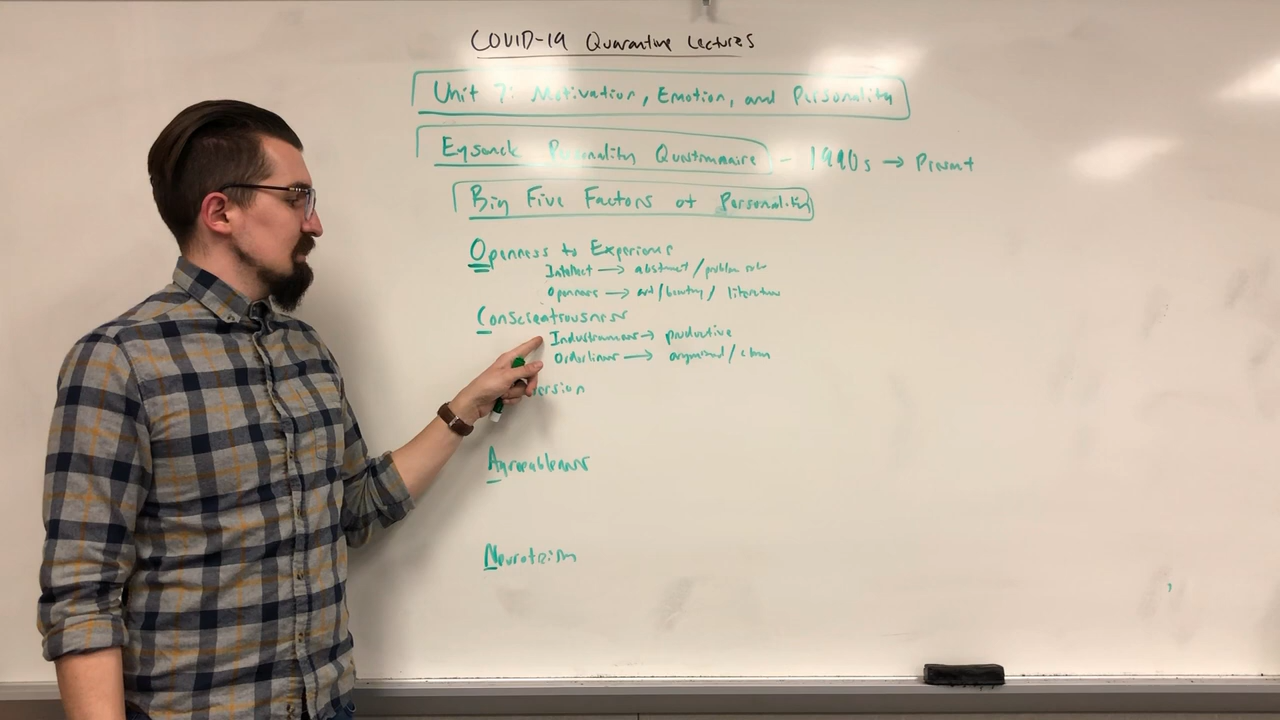 COVID-19 Quarantine Lectures
Unit 7: Motivation, Emotion, and Personality
Eysenck Personality Questionnaire - 1990s → Present
Big Five Factors of Personality
Openness to Experience
Intellect → abstract / problem solv
Openness → art / beauty / literature
Conscientiousness
Industriousness → productive
Orderliness → organized / clean
ersion
Agreeableness
Neuroticism